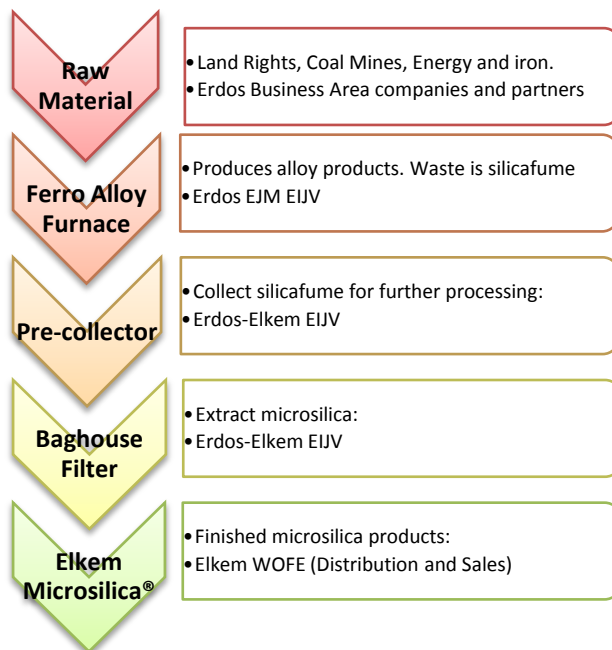 Raw
Material
•Land Rights, Coal Mines, Energy and iron.
•Erdos Business Area companies and partners
Ferro Alloy
Furnace
•Produces alloy products. Waste is silicafume
•Erdos EJM EIJV
Pre-collector
•Collect silicafume for further processing:
•Erdos-Elkem EIJV
Baghouse
Filter
•Extract microsilica:
•Erdos-Elkem EIJV
Elkem
Microsilica®
•Finished microsilica products:
•Elkem WOFE (Distribution and Sales)